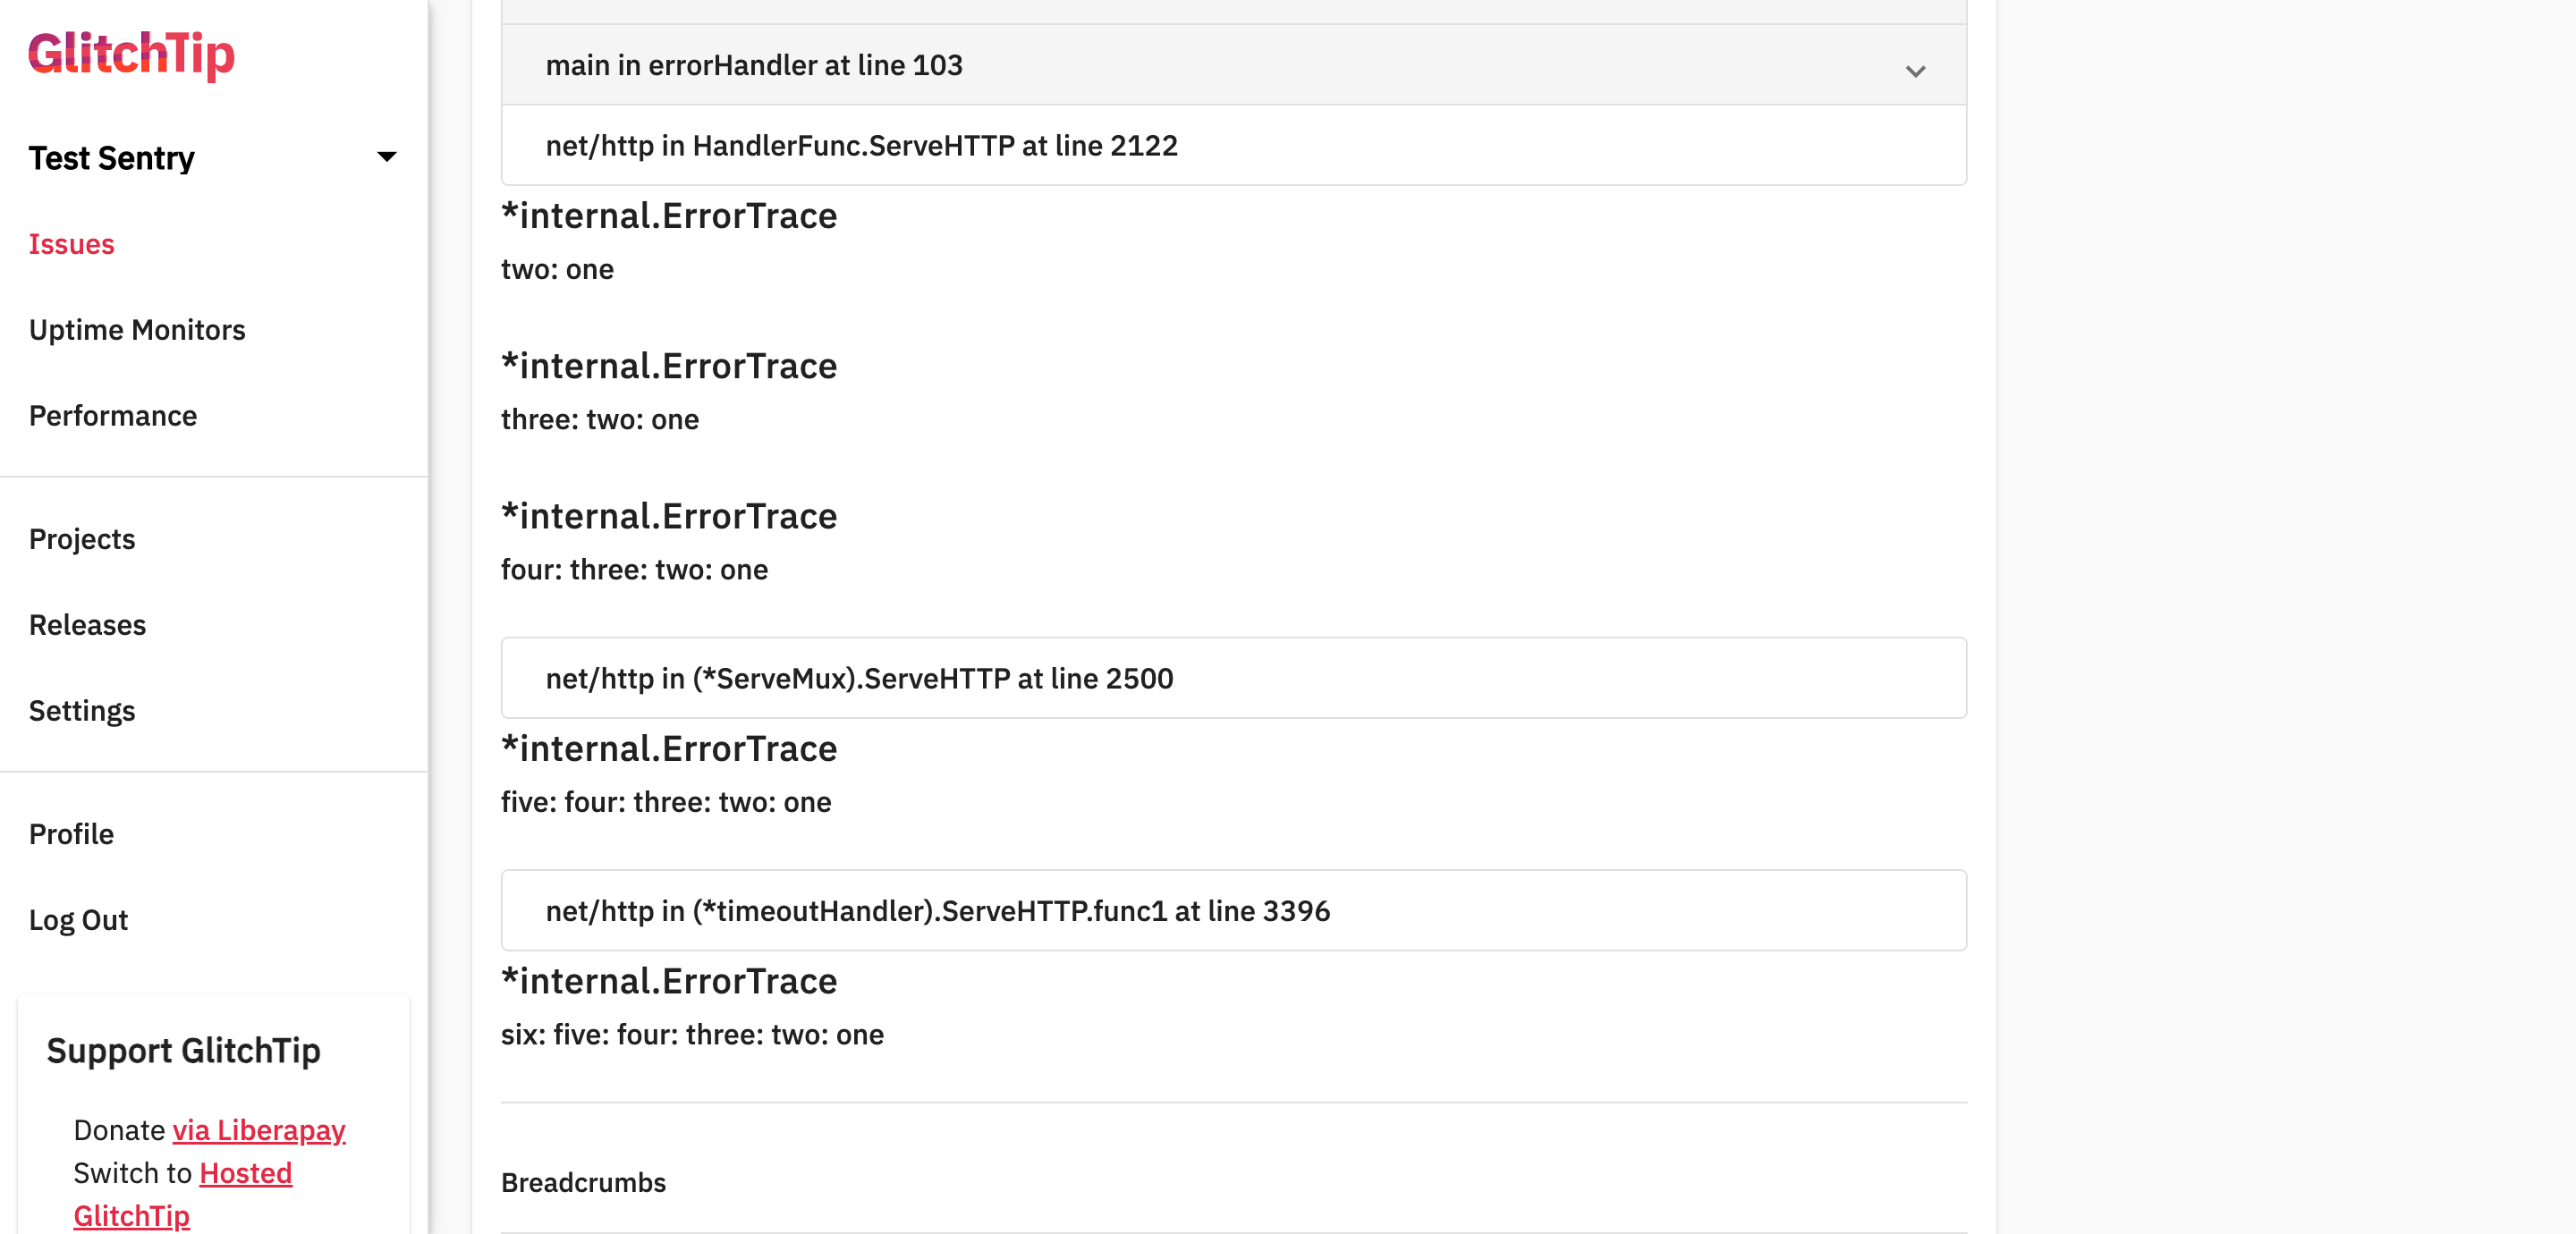 GlitchTip
Test Sentry
Issues
Uptime Monitors
Performance
Projects
Releases
Settings
Profile
Log Out
Support GlitchTip
Donate via Liberapay
Switch to Hosted
GlitchTip
main in errorHandler at line 103
net/http in HandlerFunc.ServeHTTP at line 2122
*internal.ErrorTrace
two: one
*internal.ErrorTrace
three: two: one
*internal.ErrorTrace
four: three: two: one
net/http in (*ServeMux).ServeHTTP at line 2500
*internal.ErrorTrace
five: four: three: two: one
net/http in (*timeoutHandler).ServeHTTP.func1 at line 3396
*internal.ErrorTrace
six: five: four: three: two: one
Breadcrumbs